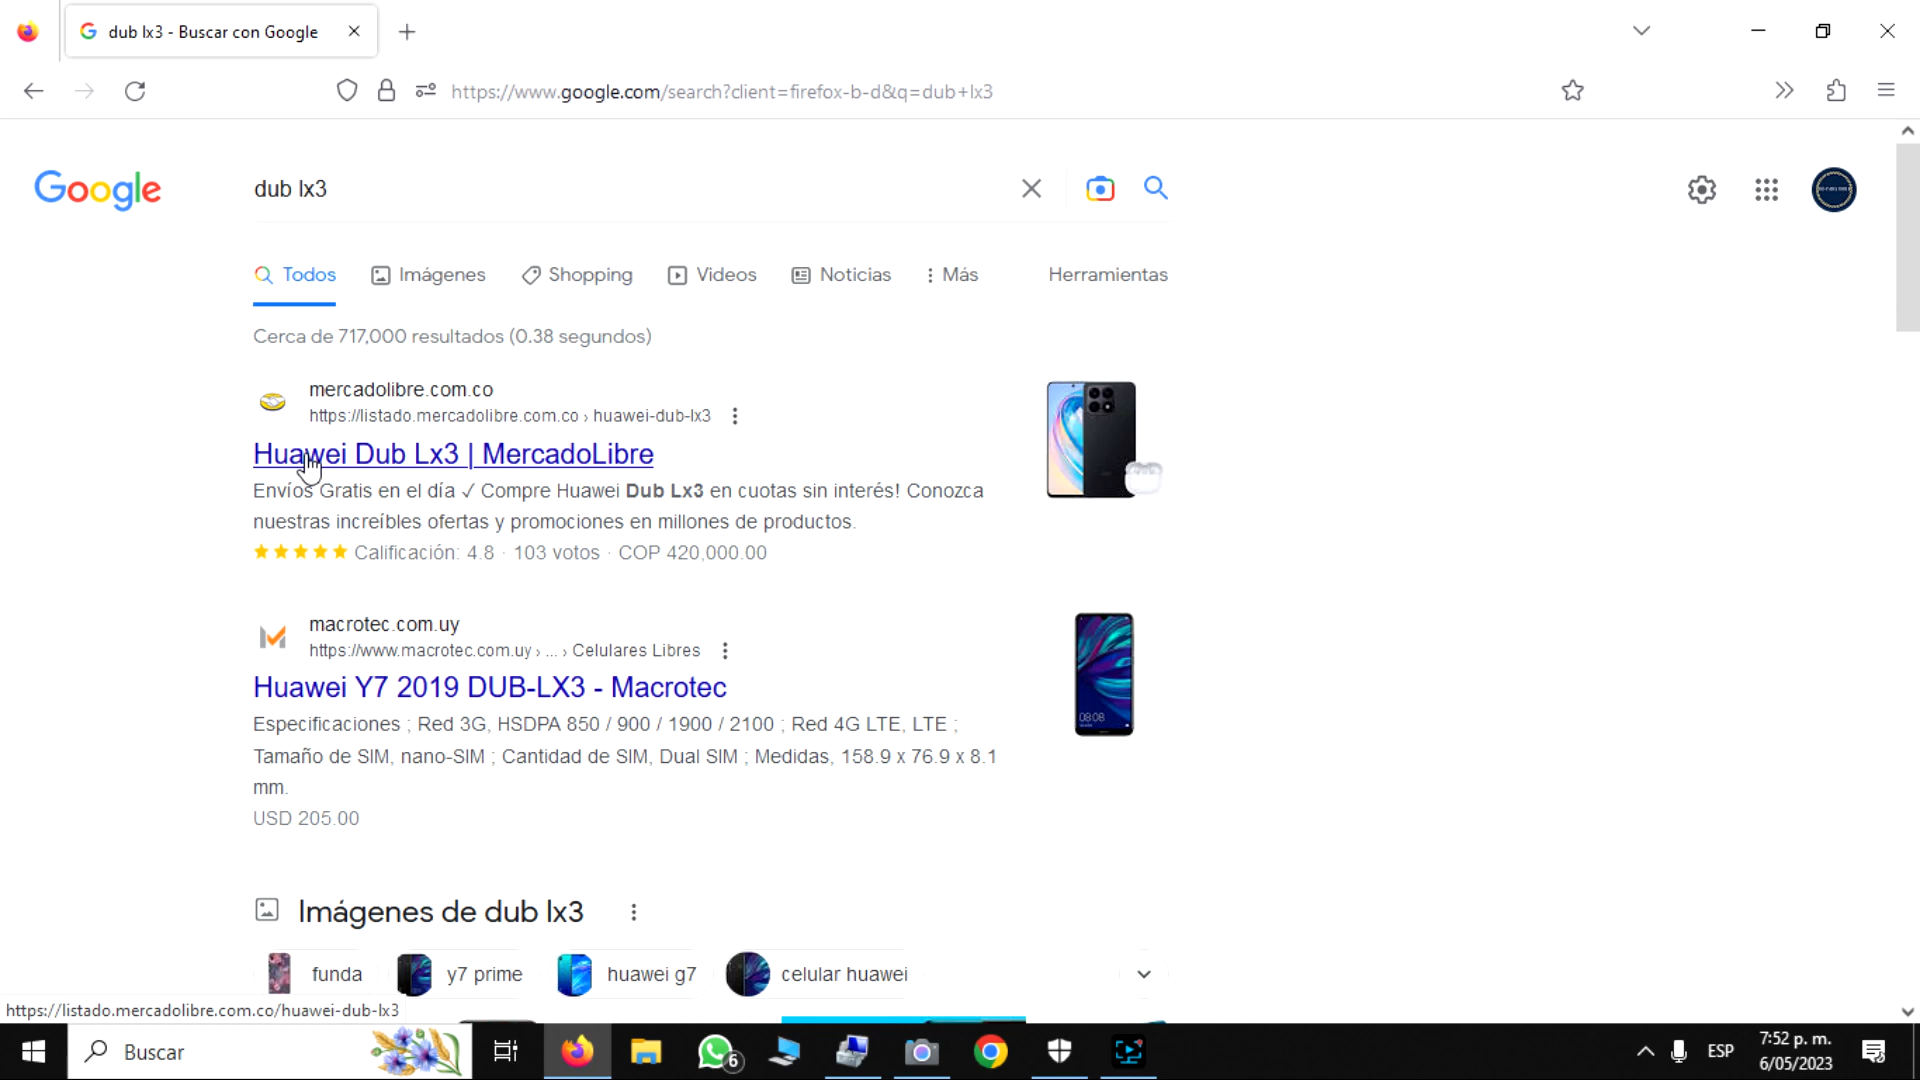 dub lx3 - Buscar con Google
https://www.google.com/search?client=firefox-b-d&q=dub+lx3
Google
dub lx3
Todos
Imágenes
Shopping
Videos
Noticias
Más
Herramientas
Cerca de 717,000 resultados (0.38 segundos)
mercadolibre.com.co
https://listado.mercadolibre.com.co › huawei-dub-lx3
Huawei Dub Lx3 | MercadoLibre
Envíos Gratis en el día ✓ Compre Huawei Dub Lx3 en cuotas sin interés! Conozca
nuestras increíbles ofertas y promociones en millones de productos.
Calificación: 4.8 · 103 votos · COP 420,000.00
macrotec.com.uy
https://www.macrotec.com.uy › ... › Celulares Libres
Huawei Y7 2019 DUB-LX3 - Macrotec
Especificaciones ; Red 3G, HSDPA 850 / 900 / 1900 / 2100 ; Red 4G LTE, LTE ;
Tamaño de SIM, nano-SIM ; Cantidad de SIM, Dual SIM ; Medidas, 158.9 x 76.9 x 8.1
mm.
USD 205.00
08:08
Imágenes de dub lx3
funda
y7 prime
huawei g7
celular huawei
https://listado.mercadolibre.com.co/huawei-dub-lx3
Buscar
6
ESP
7:52 p. m.
6/05/2023